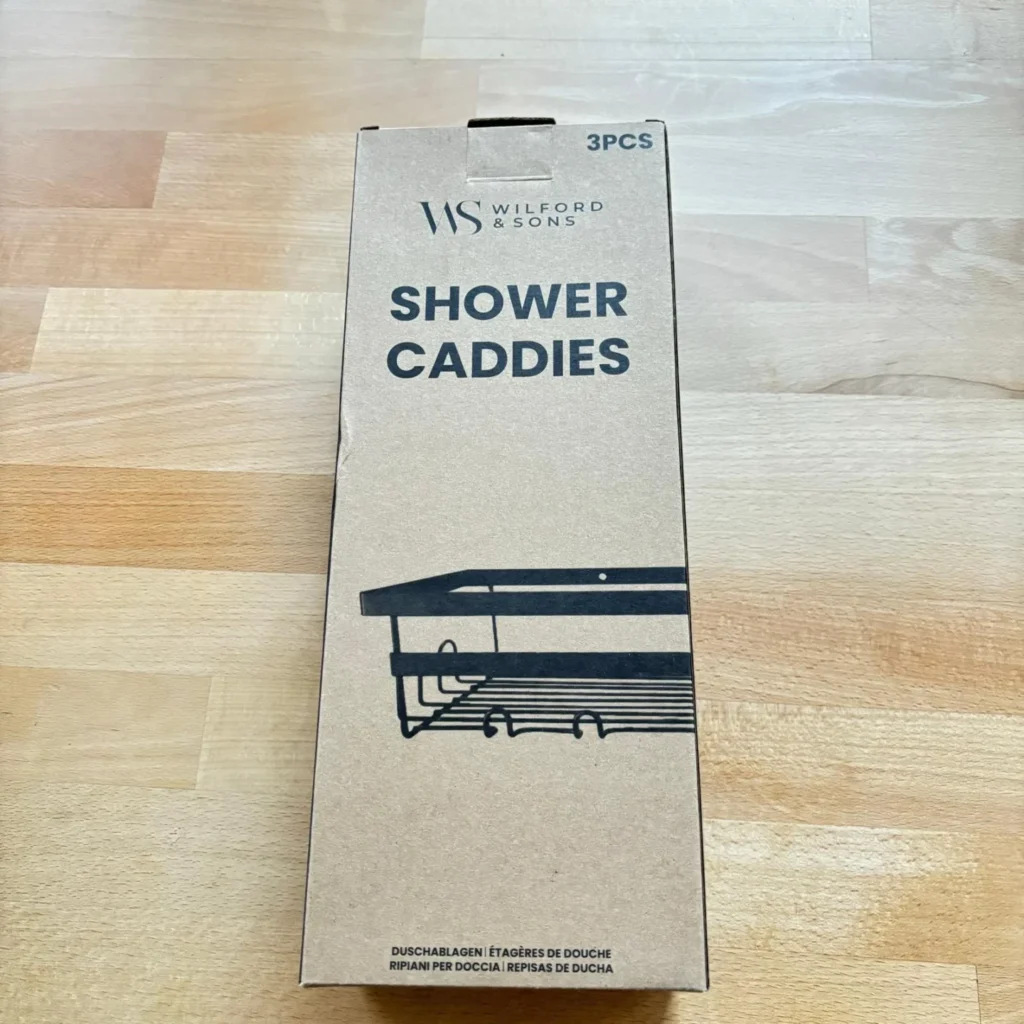 3PCS
WS WILFORD
& SONS
SHOWER
CADDIES
DUSCHABLAGEN | ÉTAGÈRES DE DOUCHE
RIPIANI PER DOCCIA | REPISAS DE DUCHA